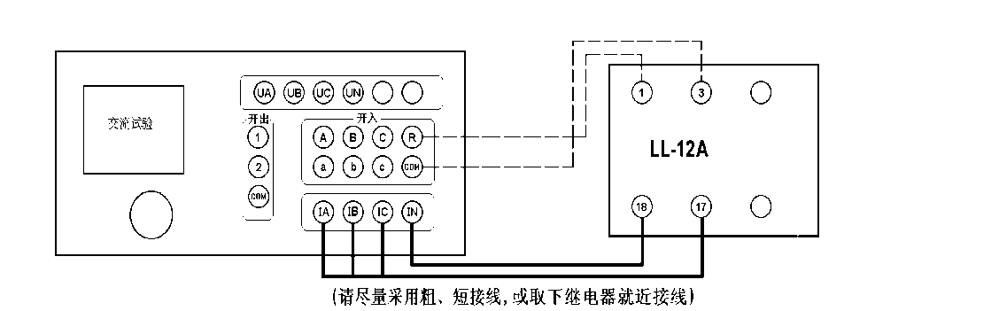 UA UB UC UN
交流试验
开出 开入
1 A B C R
2 a b c COM
COM
IA IB IC IN
1 3
LL-12A
18 17
(请尽量采用粗、短接线,或取下继电器就近接线)